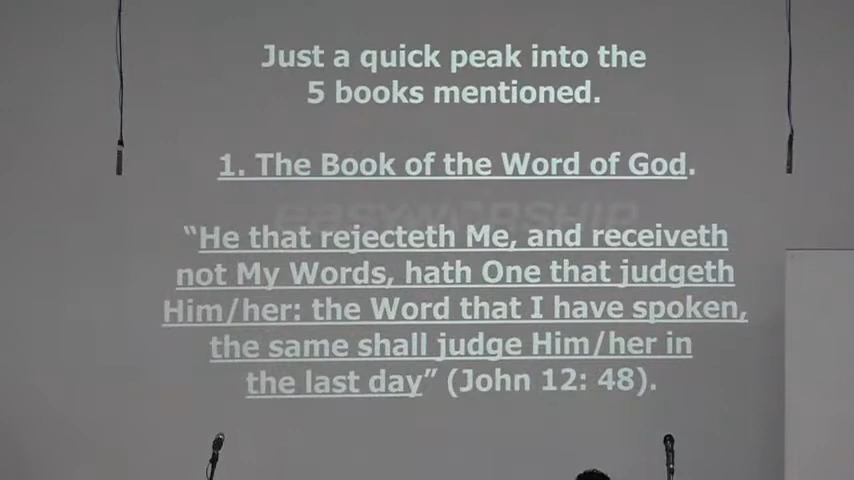 Just a quick peak into the
5 books mentioned.
1. The Book of the Word of God.
EASYWORSHIP
“He that rejecteth Me, and receiveth
not My Words, hath One that judgeth
Him/her: the Word that I have spoken,
the same shall judge Him/her in
the last day” (John 12: 48).